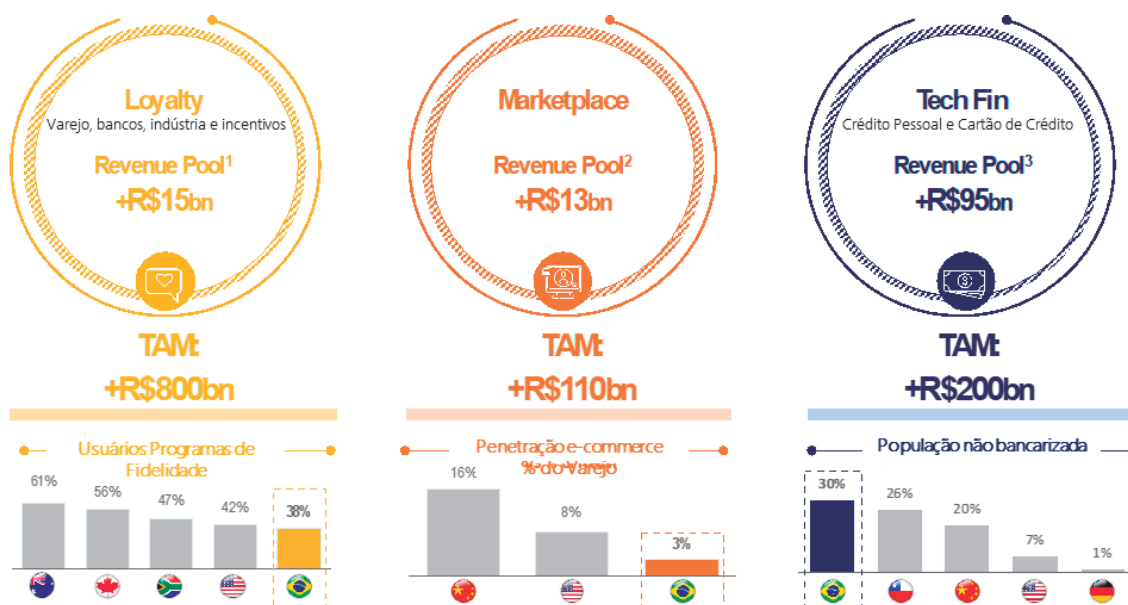 Loyalty
Varejo, bancos, indústria e incentivos
Revenue Pool¹
+R$15bn
TAM:
+R$800bn
Usuários Programas de
Fidelidade
61%
56%
47%
42%
38%
Marketplace
Revenue Pool²
+R$13bn
TAM:
+R$110bn
Penetração e-commerce
% do Varejo
16%
8%
3%
Tech Fin
Crédito Pessoal e Cartão de Crédito
Revenue Pool³
+R$95bn
TAM:
+R$200bn
População não bancarizada
30%
26%
20%
7%
1%